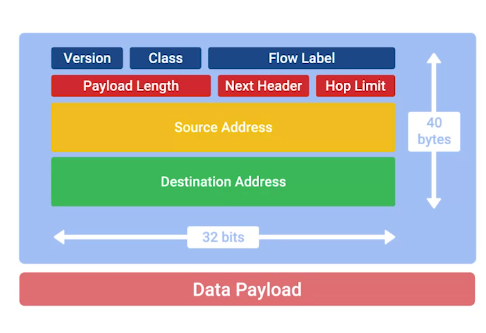 Version Class Flow Label
Payload Length Next Header Hop Limit
Source Address
40
bytes
Destination Address
32 bits
Data Payload